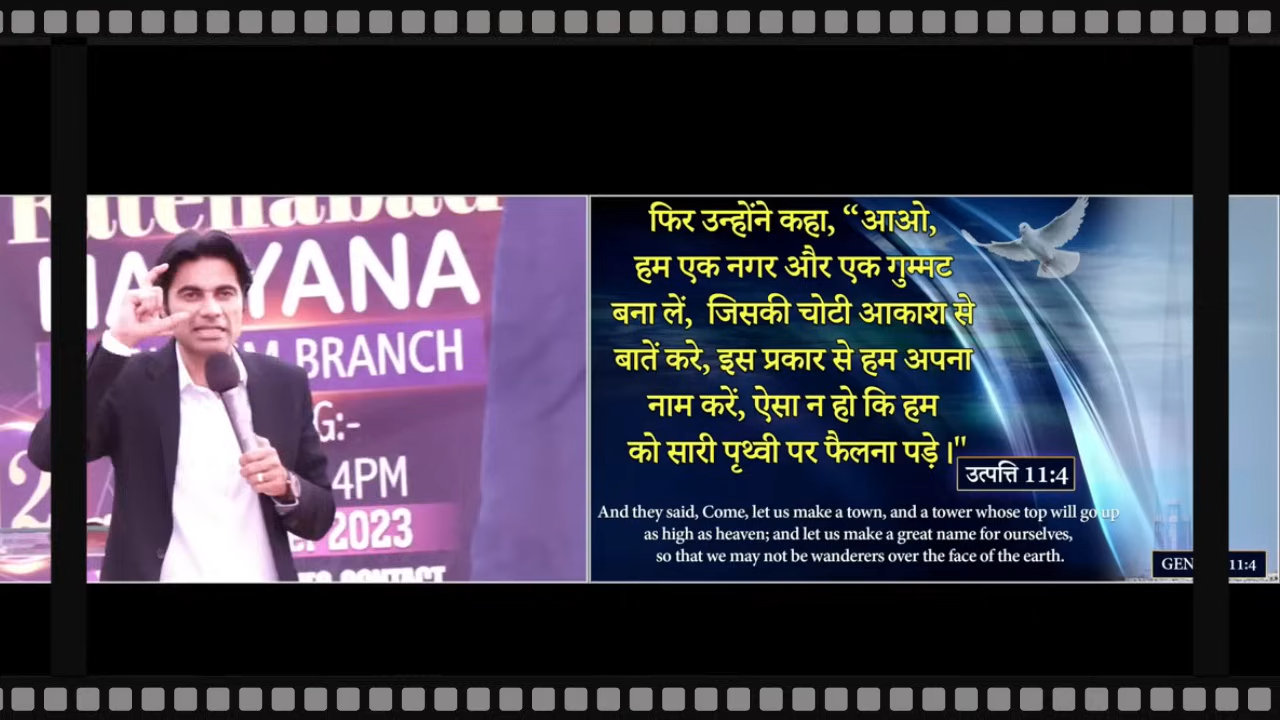 HARYANA
BRANCH
G:-
4PM
2023
TO CONTACT
फिर उन्होंने कहा, “आओ,
हम एक नगर और एक गुम्मट
बना लें, जिसकी चोटी आकाश से
बातें करे, इस प्रकार से हम अपना
नाम करें, ऐसा न हो कि हम
को सारी पृथ्वी पर फैलना पड़े।"
उत्पत्ति 11:4
And they said, Come, let us make a town, and a tower whose top will go up
as high as heaven; and let us make a great name for ourselves,
so that we may not be wanderers over the face of the earth.
GEN 11:4